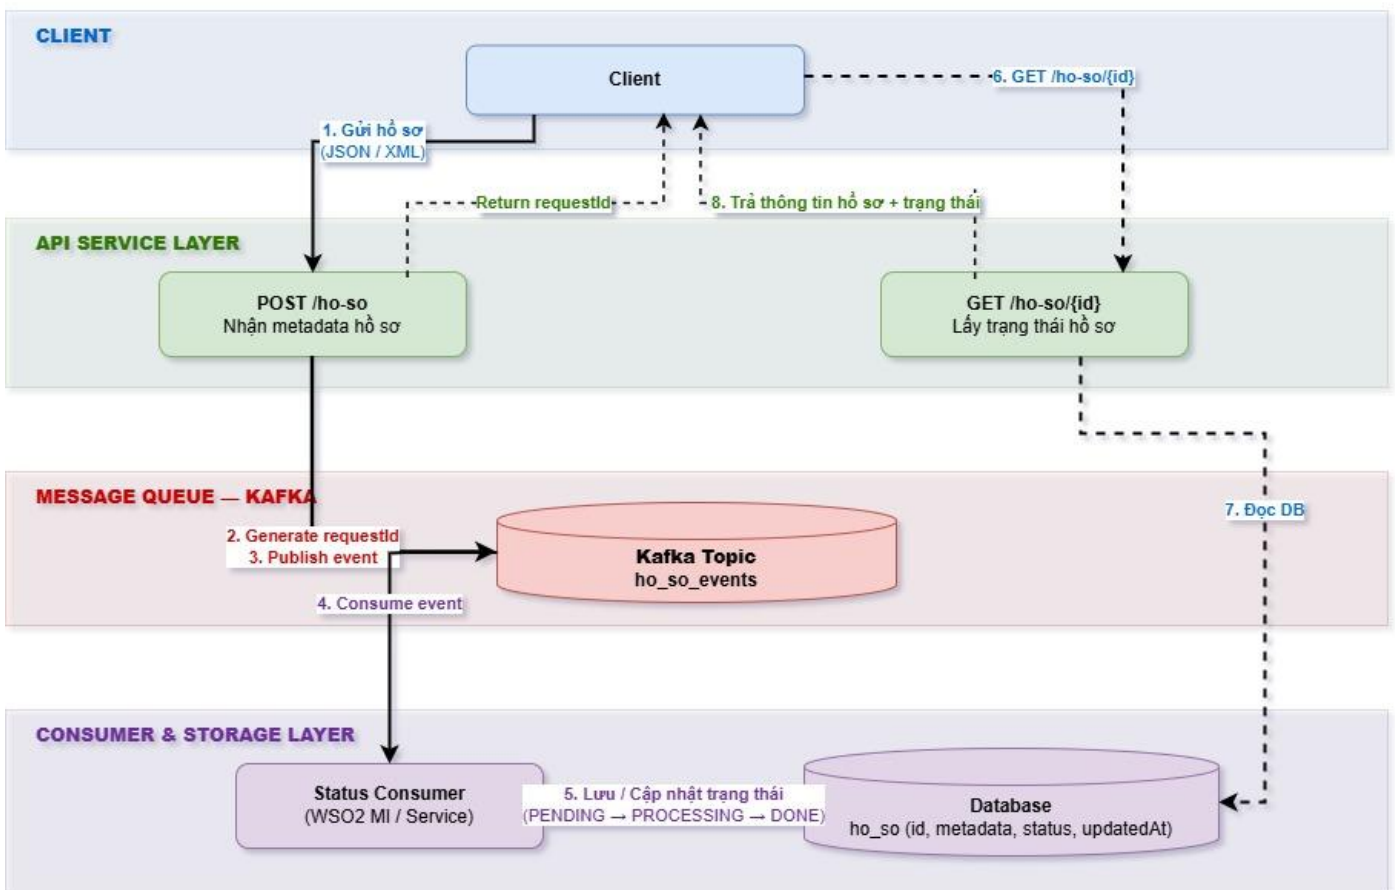 CLIENT
Client
6. GET /ho-so/{id}
1. Gửi hồ sơ
(JSON / XML)
Return requestId
8. Trả thông tin hồ sơ + trạng thái
API SERVICE LAYER
POST /ho-so
Nhận metadata hồ sơ
GET /ho-so/{id}
Lấy trạng thái hồ sơ
MESSAGE QUEUE — KAFKA
7. Đọc DB
2. Generate requestId
3. Publish event
Kafka Topic
ho_so_events
4. Consume event
CONSUMER & STORAGE LAYER
Status Consumer
(WSO2 MI / Service)
5. Lưu / Cập nhật trạng thái
(PENDING → PROCESSING → DONE)
Database
ho_so (id, metadata, status, updatedAt)